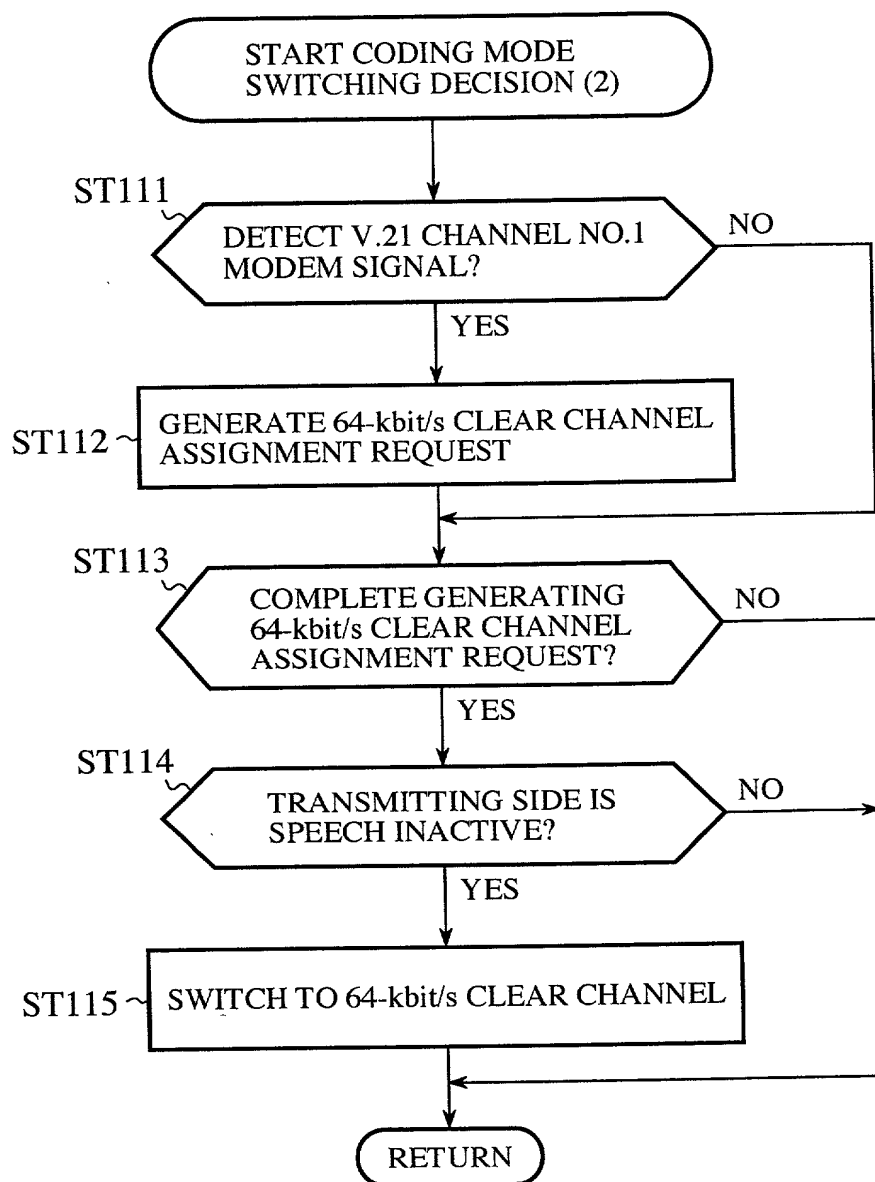 START CODING MODE
SWITCHING DECISION (2)
ST111
DETECT V.21 CHANNEL NO.1
MODEM SIGNAL?
NO
YES
ST112
GENERATE 64-kbit/s CLEAR CHANNEL
ASSIGNMENT REQUEST
ST113
COMPLETE GENERATING
64-kbit/s CLEAR CHANNEL
ASSIGNMENT REQUEST?
NO
YES
ST114
TRANSMITTING SIDE IS
SPEECH INACTIVE?
NO
YES
ST115
SWITCH TO 64-kbit/s CLEAR CHANNEL
RETURN